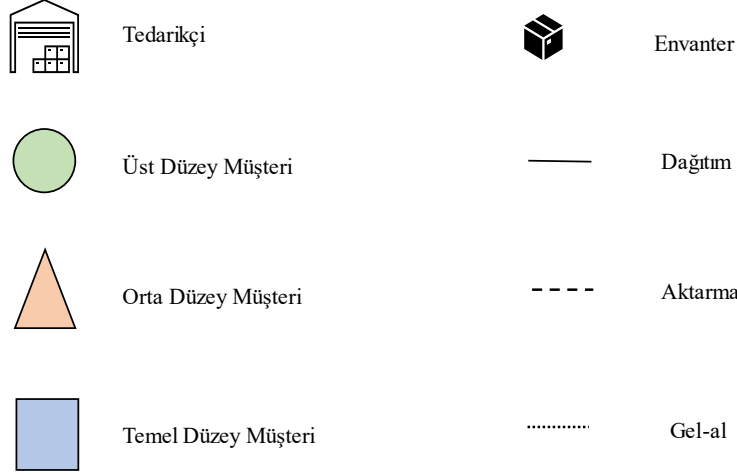 Tedarikçi
Envanter
Üst Düzey Müşteri
Dağıtım
Orta Düzey Müşteri
Aktarma
Temel Düzey Müşteri
Gel-al